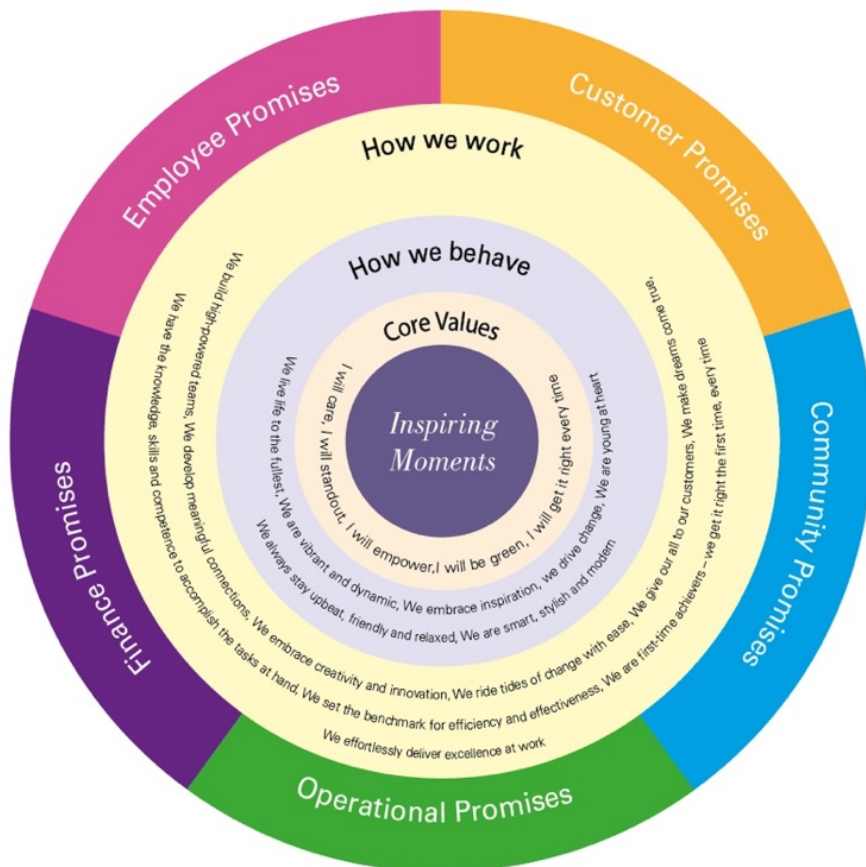 Employee Promises
Customer Promises
Community Promises
Operational Promises
Finance Promises
How we work
We build high-powered teams, We develop meaningful connections, We embrace creativity and innovation, We ride tides of change with ease, We give our all to our customers, We make dreams come true,
We have the knowledge, skills and competence to accomplish the tasks at hand, We set the benchmark for efficiency and effectiveness, We are first-time achievers – we get it right the first time, every time
We effortlessly deliver excellence at work
How we behave
We live life to the fullest, We are vibrant and dynamic, We embrace inspiration, we drive change, We are young at heart
We always stay upbeat, friendly and relaxed, We are smart, stylish and modern
Core Values
I will care, I will standout, I will empower,I will be green, I will get it right every time
Inspiring
Moments